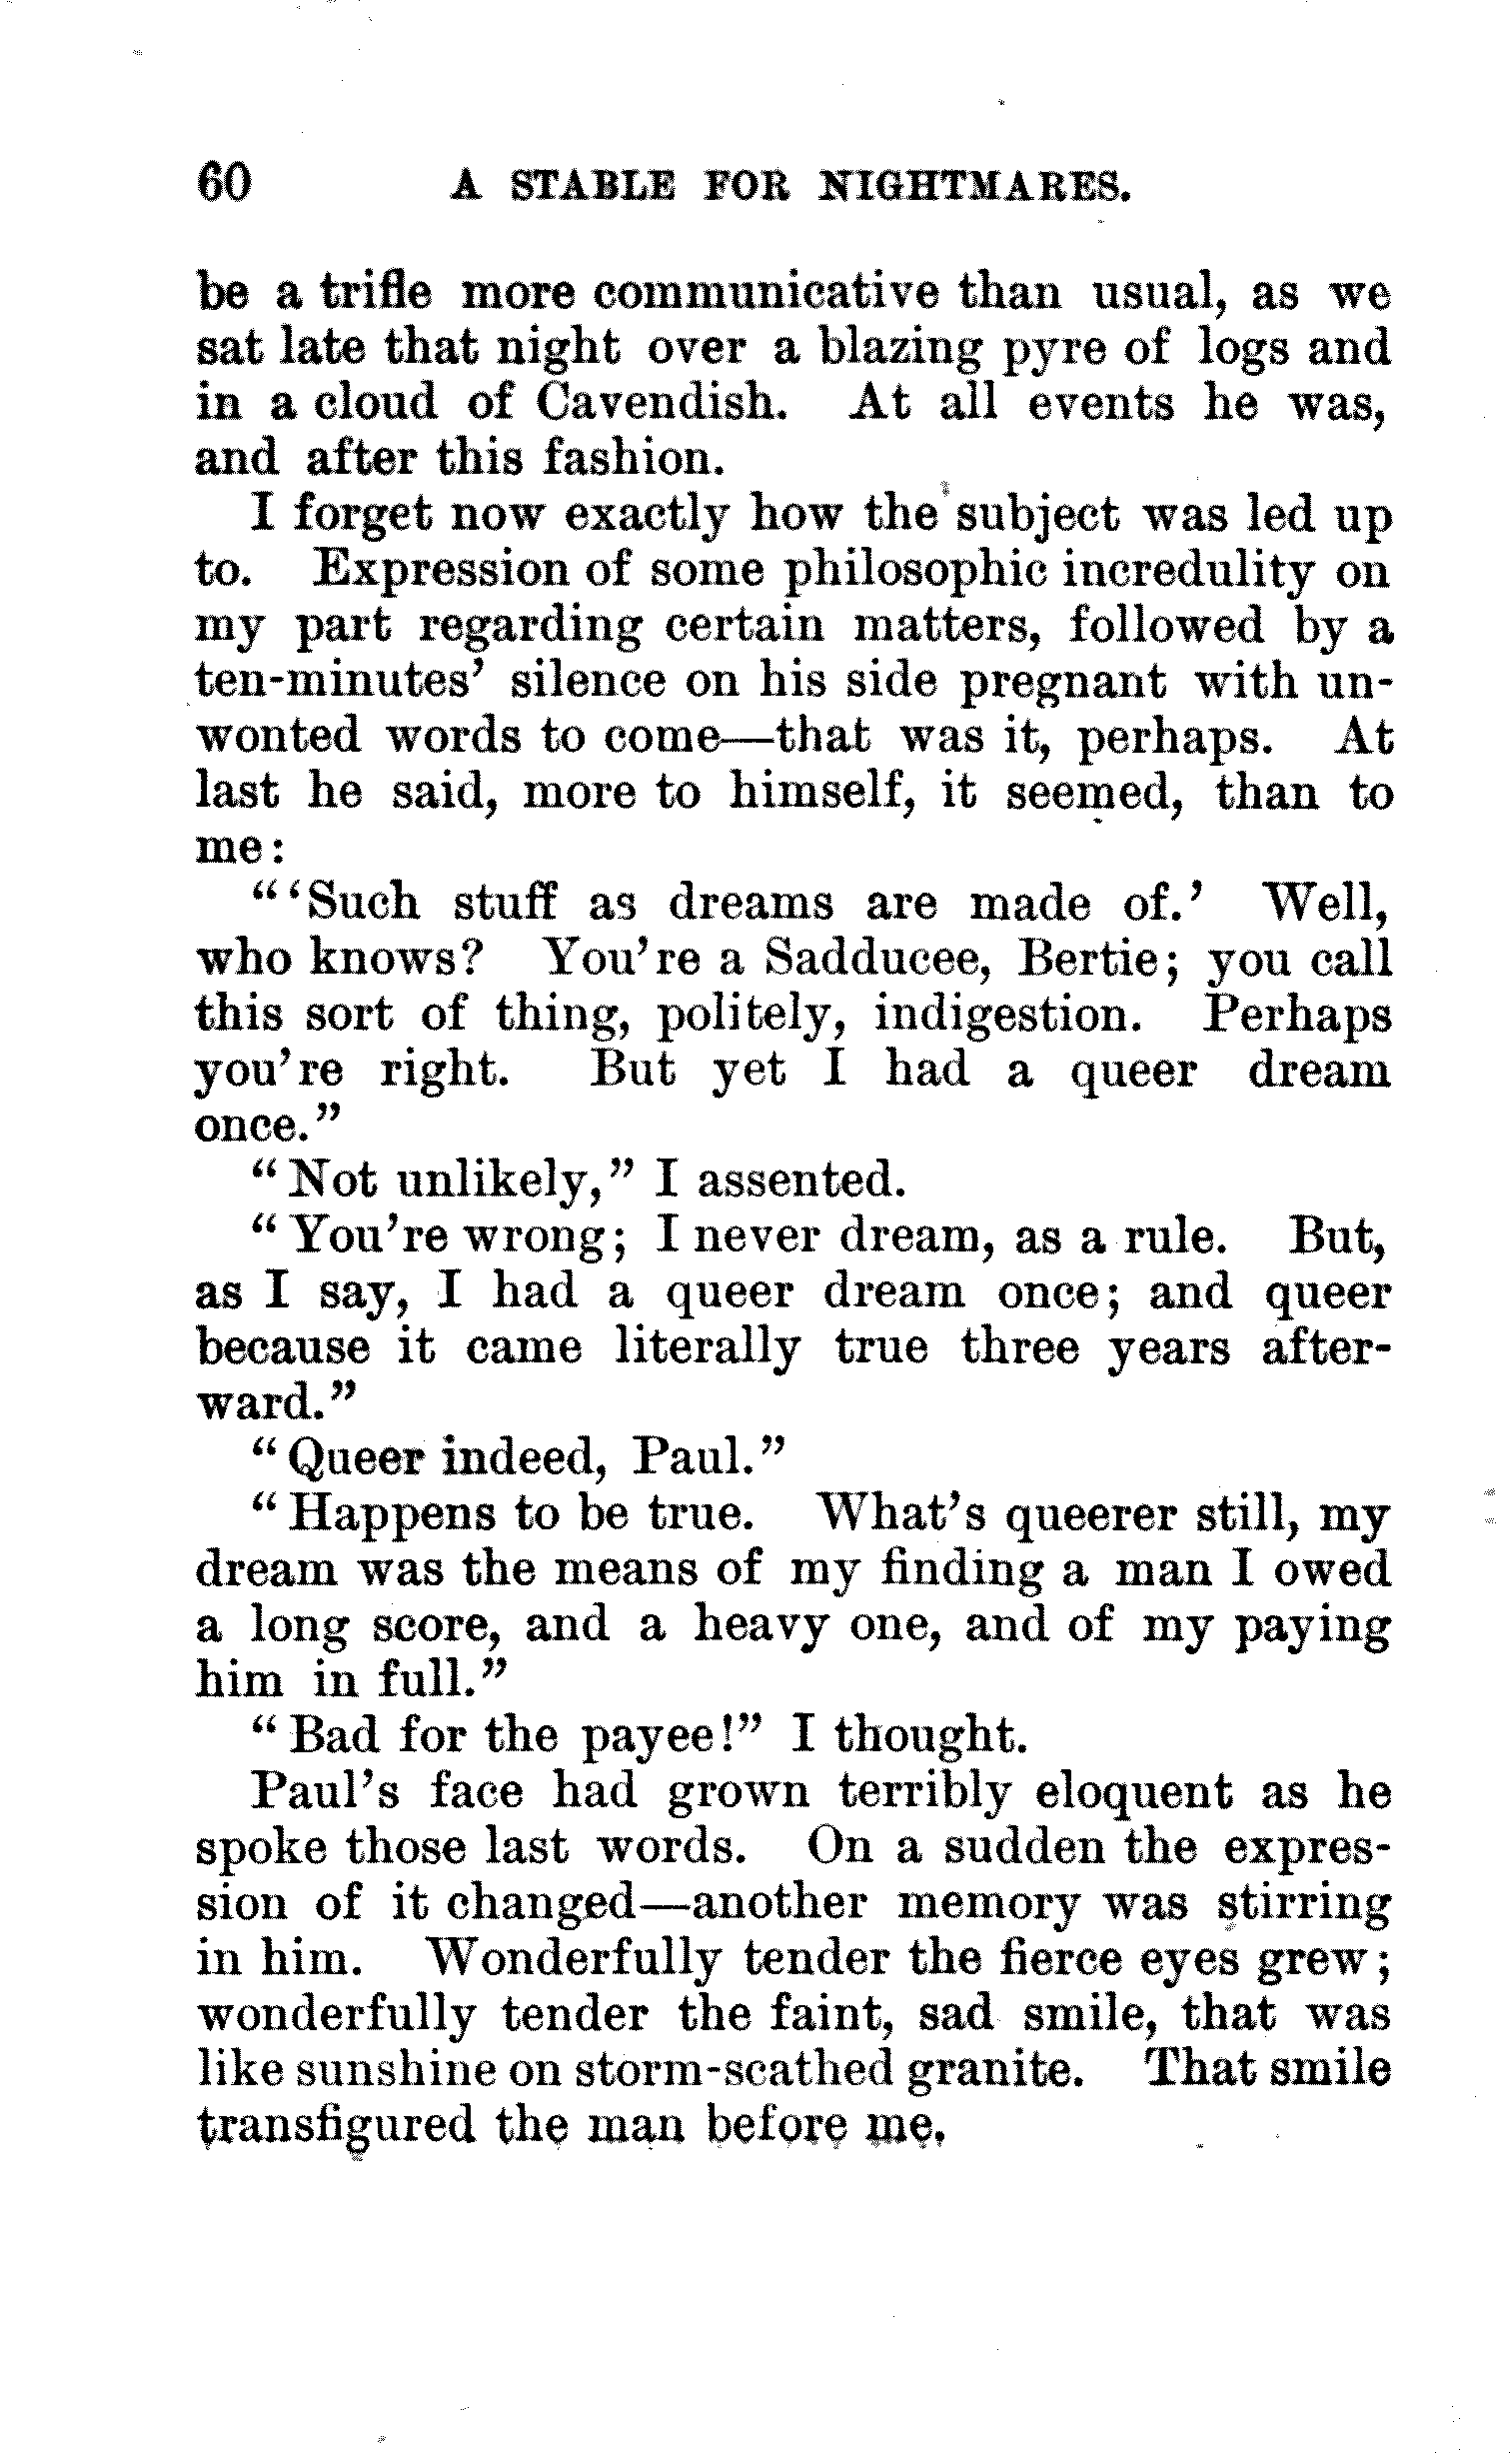 60 A STABLE FOR NIGHTMARES.
be a trifle more communicative than usual, as we
sat late that night over a blazing pyre of logs and
in a cloud of Cavendish. At all events he was,
and after this fashion.
I forget now exactly how the subject was led up
to. Expression of some philosophic incredulity on
my part regarding certain matters, followed by a
ten-minutes' silence on his side pregnant with un-
wonted words to come—that was it, perhaps. At
last he said, more to himself, it seemed, than to
me:
"'Such stuff as dreams are made of.' Well,
who knows? You're a Sadducee, Bertie; you call
this sort of thing, politely, indigestion. Perhaps
you're right. But yet I had a queer dream
once."
"Not unlikely," I assented.
"You're wrong; I never dream, as a rule. But,
as I say, I had a queer dream once; and queer
because it came literally true three years after-
ward."
"Queer indeed, Paul."
"Happens to be true. What's queerer still, my
dream was the means of my finding a man I owed
a long score, and a heavy one, and of my paying
him in full."
"Bad for the payee!" I thought.
Paul's face had grown terribly eloquent as he
spoke those last words. On a sudden the expres-
sion of it changed—another memory was stirring
in him. Wonderfully tender the fierce eyes grew;
wonderfully tender the faint, sad smile, that was
like sunshine on storm-scathed granite. That smile
transfigured the man before me.